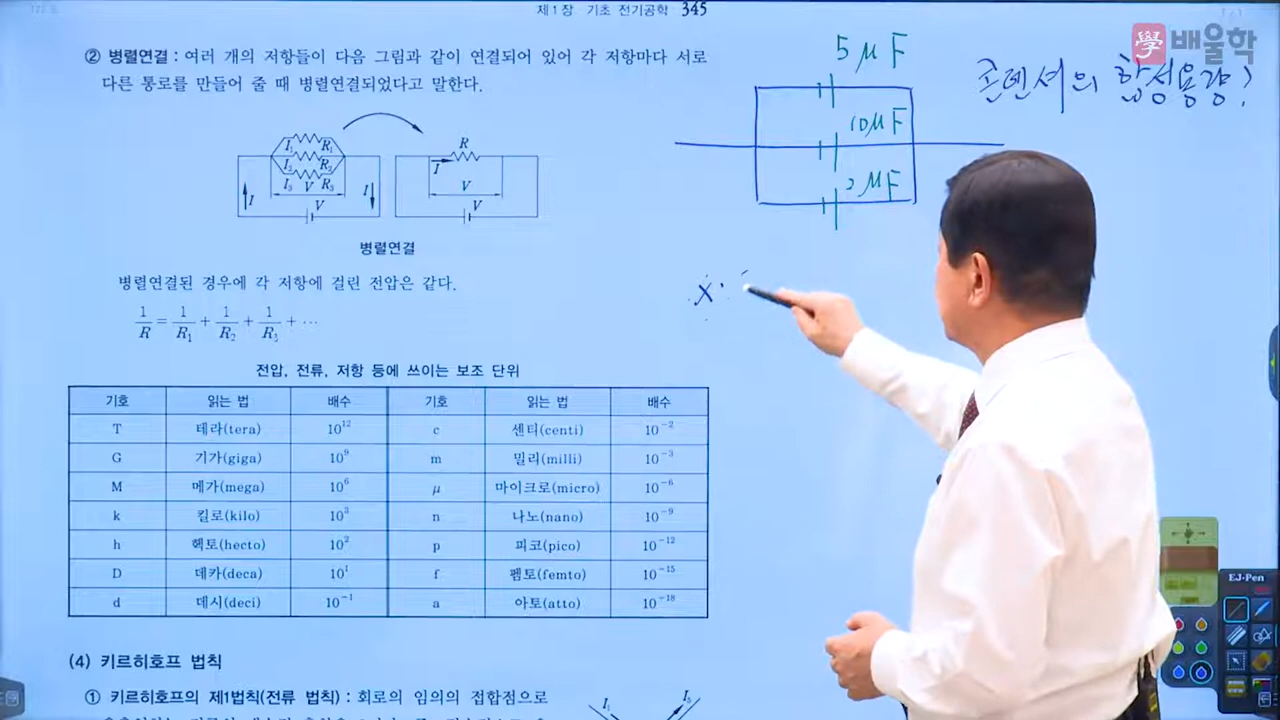 제1장 기초 전기공학 345
② 병렬연결 : 여러 개의 저항들이 다음 그림과 같이 연결되어 있어 각 저항마다 서로
다른 통로를 만들어 줄 때 병렬연결되었다고 말한다.
I₁ R₁
I₂ R₂
I₃ V R₃
I I
V
V
R
I
V
V
병렬연결
병렬연결된 경우에 각 저항에 걸린 전압은 같다.
1/R = 1/R₁ + 1/R₂ + 1/R₃ + ⋯
전압, 전류, 저항 등에 쓰이는 보조 단위
기호 읽는 법 배수 기호 읽는 법 배수
T 테라(tera) 10¹² c 센티(centi) 10⁻²
G 기가(giga) 10⁹ m 밀리(milli) 10⁻³
M 메가(mega) 10⁶ μ 마이크로(micro) 10⁻⁶
k 킬로(kilo) 10³ n 나노(nano) 10⁻⁹
h 헥토(hecto) 10² p 피코(pico) 10⁻¹²
D 데카(deca) 10¹ f 펨토(femto) 10⁻¹⁵
d 데시(deci) 10⁻¹ a 아토(atto) 10⁻¹⁸
(4) 키르히호프 법칙
① 키르히호프의 제1법칙(전류 법칙) : 회로의 임의의 접합점으로
I₁ I₃
5μF
10μF
2μF
콘덴셔의 합성용량?
學 배울학
EJ-Pen